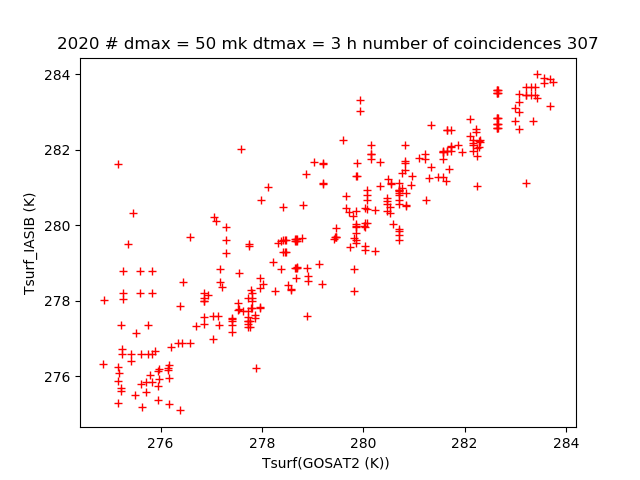 2020 # dmax = 50 mk dtmax = 3 h number of coincidences 307
284
282
280
278
276
Tsurf_IASIB (K)
276 278 280 282 284
Tsurf(GOSAT2 (K))